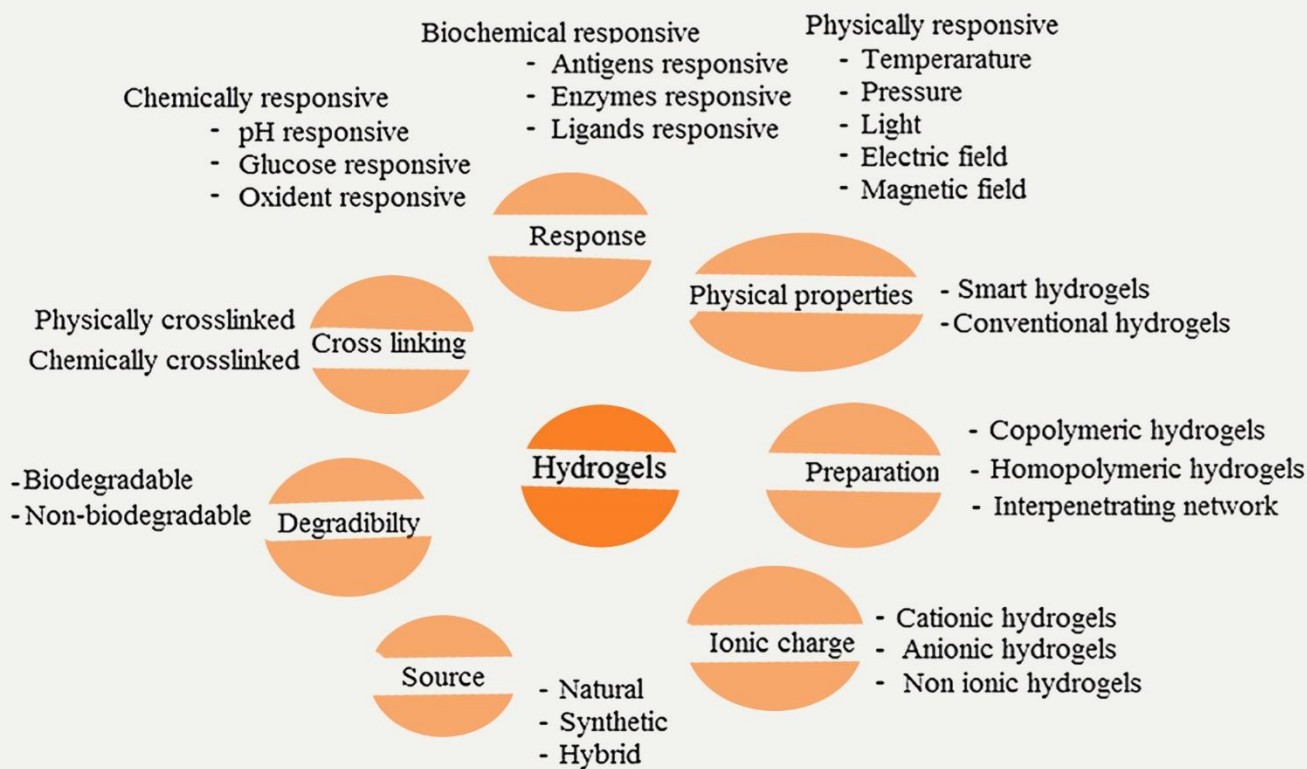 Biochemical responsive
- Antigens responsive
- Enzymes responsive
- Ligands responsive
Physically responsive
- Temperarature
- Pressure
- Light
- Electric field
- Magnetic field
Chemically responsive
- pH responsive
- Glucose responsive
- Oxident responsive
Response
Physical properties
- Smart hydrogels
- Conventional hydrogels
Physically crosslinked
Chemically crosslinked
Cross linking
Hydrogels
Preparation
- Copolymeric hydrogels
- Homopolymeric hydrogels
- Interpenetrating network
- Biodegradable
- Non-biodegradable
Degradibilty
Ionic charge
- Cationic hydrogels
- Anionic hydrogels
- Non ionic hydrogels
Source
- Natural
- Synthetic
- Hybrid